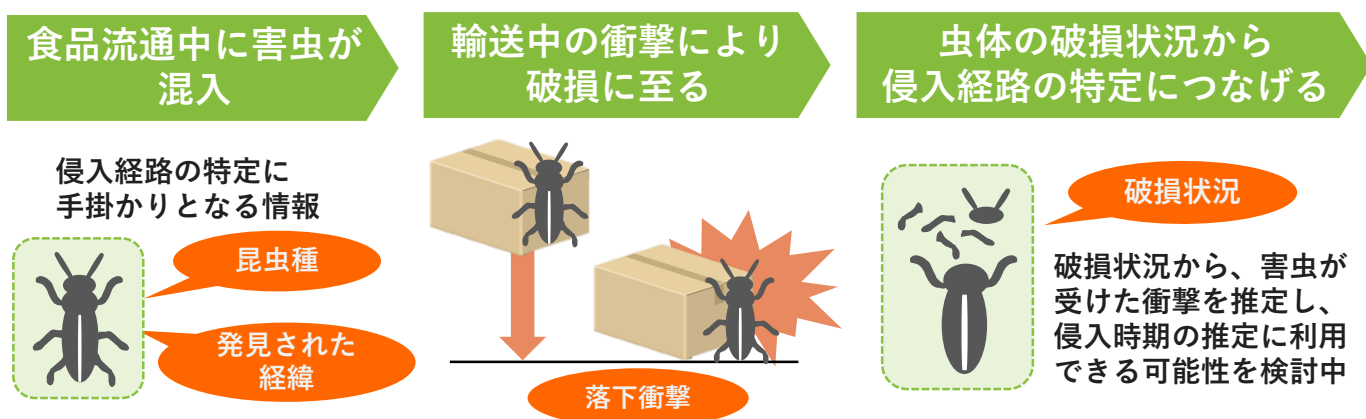 食品流通中に害虫が
混入
輸送中の衝撃により
破損に至る
虫体の破損状況から
侵入経路の特定につなげる
侵入経路の特定に
手掛かりとなる情報
昆虫種
発見された
経緯
落下衝撃
破損状況
破損状況から、害虫が
受けた衝撃を推定し、
侵入時期の推定に利用
できる可能性を検討中